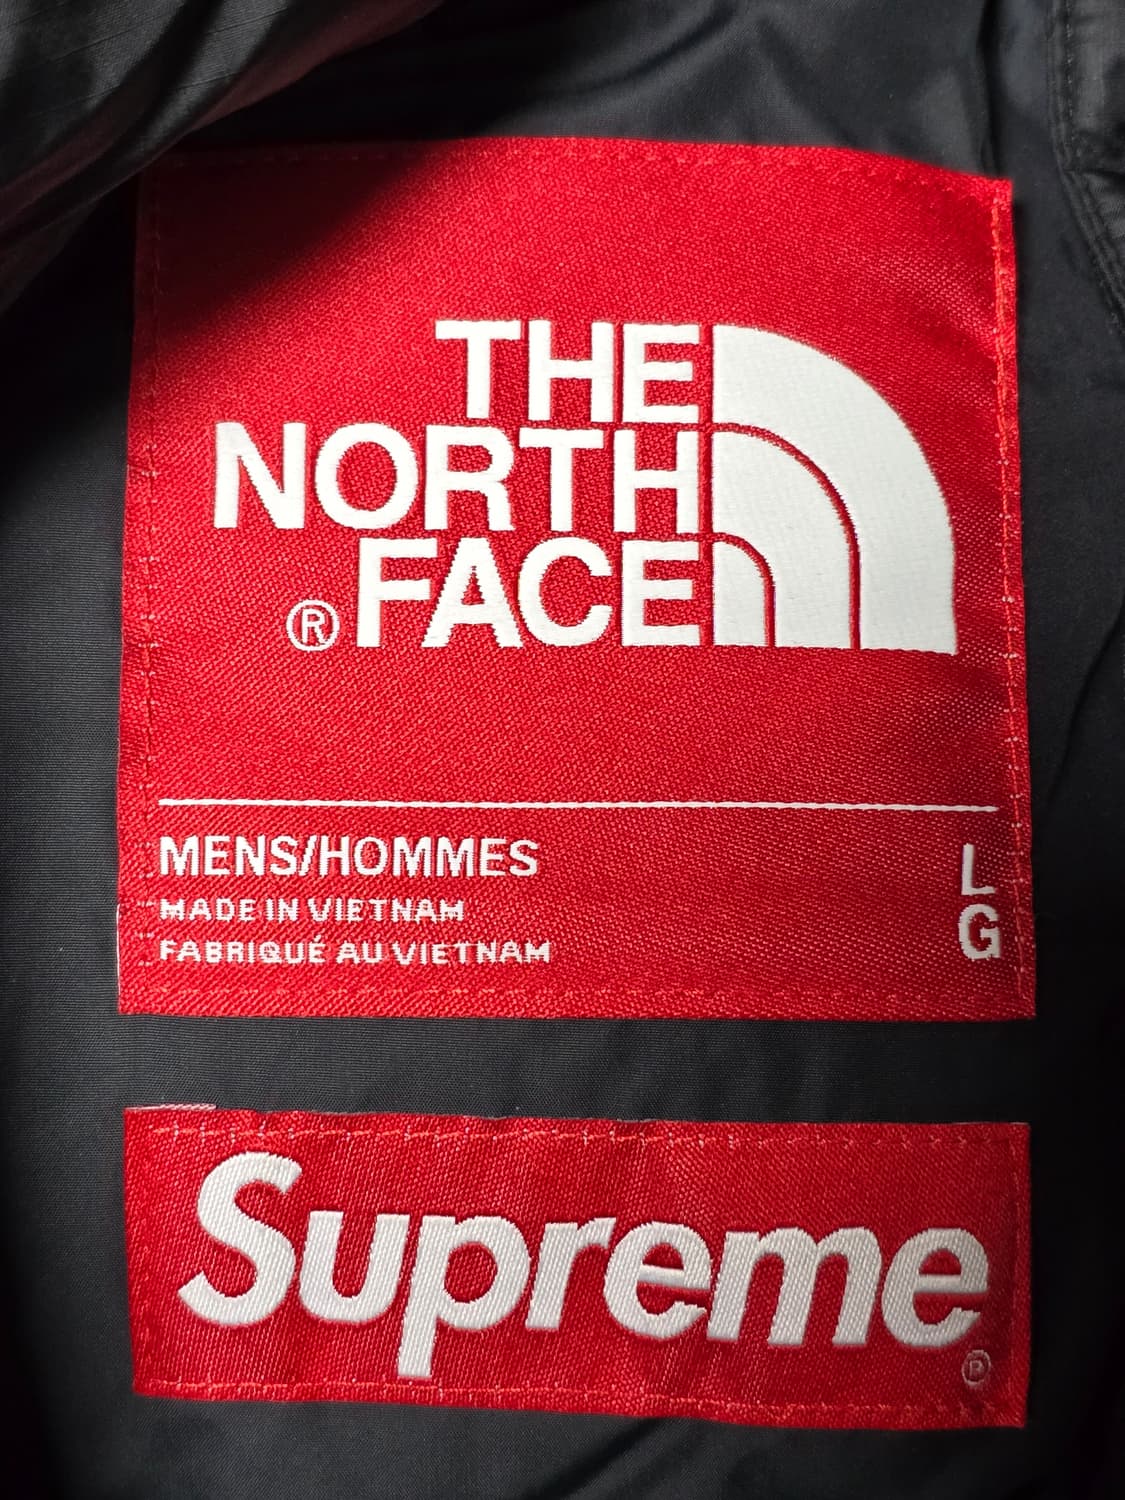 THE
NORTH
FACE
®
MENS/HOMMES
MADE IN VIETNAM
FABRIQUÉ AU VIETNAM
L
G
Supreme
®